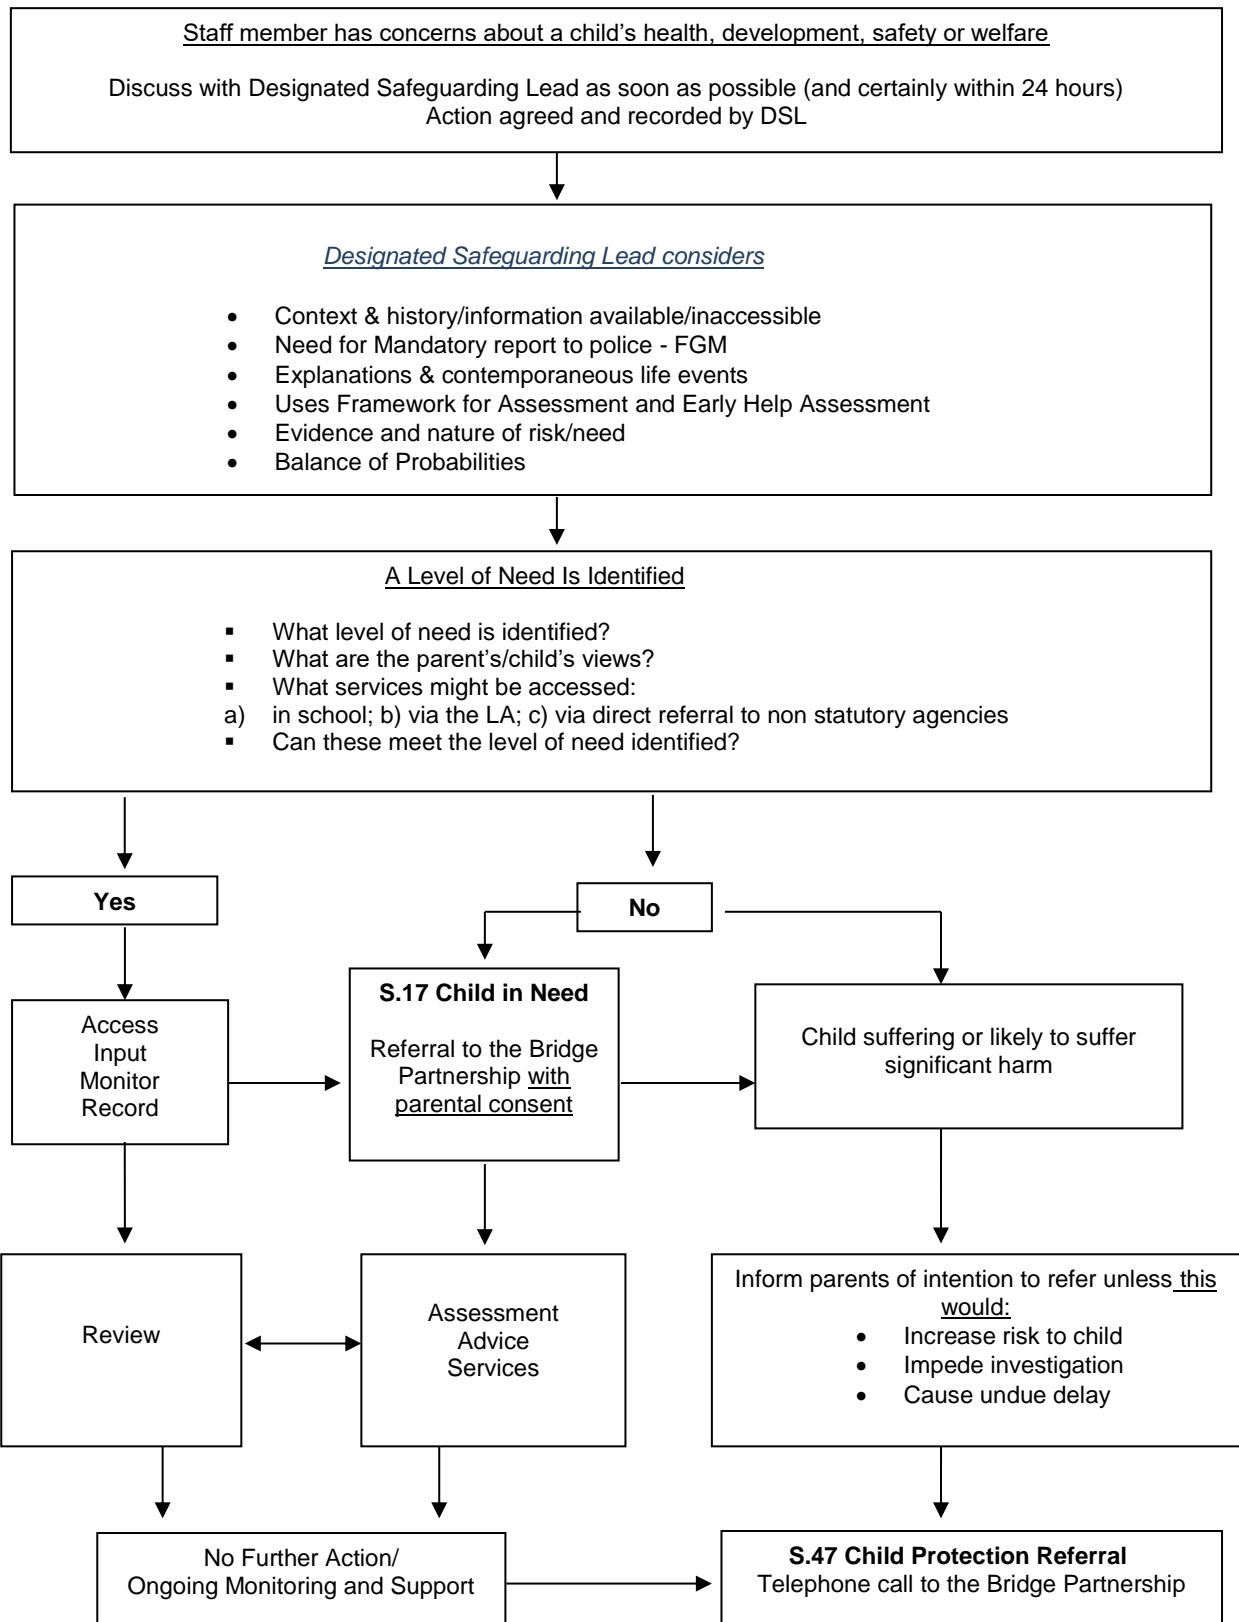 Staff member has concerns about a child’s health, development, safety or welfare
Discuss with Designated Safeguarding Lead as soon as possible (and certainly within 24 hours)
Action agreed and recorded by DSL
Designated Safeguarding Lead considers
• Context & history/information available/inaccessible
• Need for Mandatory report to police - FGM
• Explanations & contemporaneous life events
• Uses Framework for Assessment and Early Help Assessment
• Evidence and nature of risk/need
• Balance of Probabilities
A Level of Need Is Identified
▪ What level of need is identified?
▪ What are the parent’s/child’s views?
▪ What services might be accessed:
a) in school; b) via the LA; c) via direct referral to non statutory agencies
▪ Can these meet the level of need identified?
Yes
No
Access
Input
Monitor
Record
S.17 Child in Need
Referral to the Bridge
Partnership with
parental consent
Child suffering or likely to suffer
significant harm
Review
Assessment
Advice
Services
Inform parents of intention to refer unless this
would:
• Increase risk to child
• Impede investigation
• Cause undue delay
No Further Action/
Ongoing Monitoring and Support
S.47 Child Protection Referral
Telephone call to the Bridge Partnership